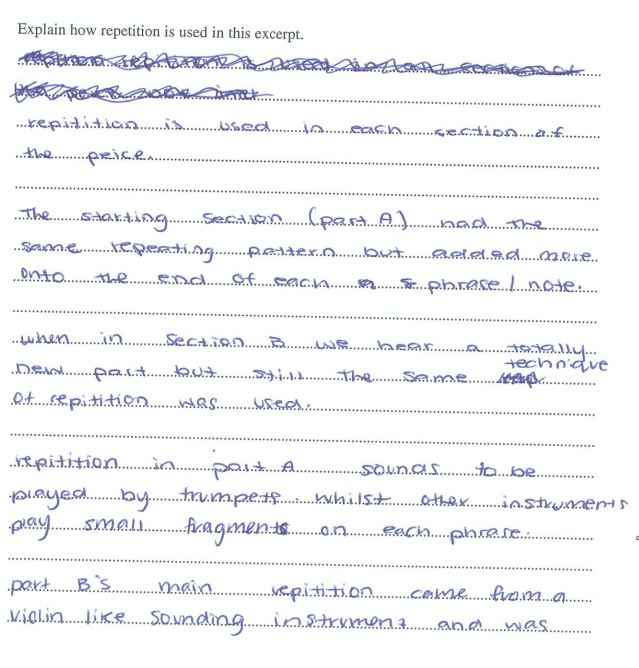 Explain how repetition is used in this excerpt.
repitition is used in each section of
the peice.
The starting section (part A) had the
same repeating pattern but added more
onto the end of each phrase / note.
when in section B we hear a totally
new part but still the same technique
of repitition was used.
repitition in part A sounds to be
played by trumpets. whilst other instruments
play small fragments on each phrase.
part B's main repitition came from a
violin like sounding instrument and was